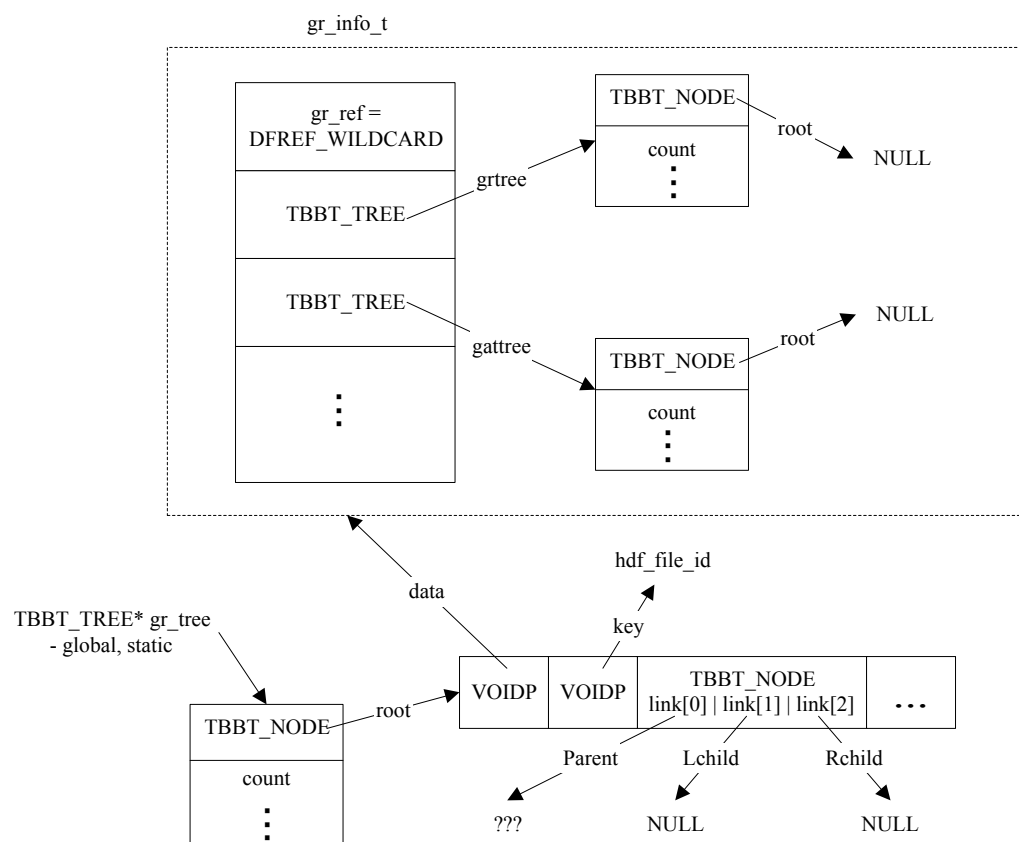 gr_info_t
gr_ref =
DFREF_WILDCARD
TBBT_TREE
TBBT_TREE
grtree
gattree
TBBT_NODE
count
root
NULL
TBBT_NODE
count
root
NULL
data
hdf_file_id
key
TBBT_TREE* gr_tree
- global, static
TBBT_NODE
count
root
VOIDP
VOIDP
TBBT_NODE
link[0] | link[1] | link[2]
...
Parent
Lchild
Rchild
???
NULL
NULL